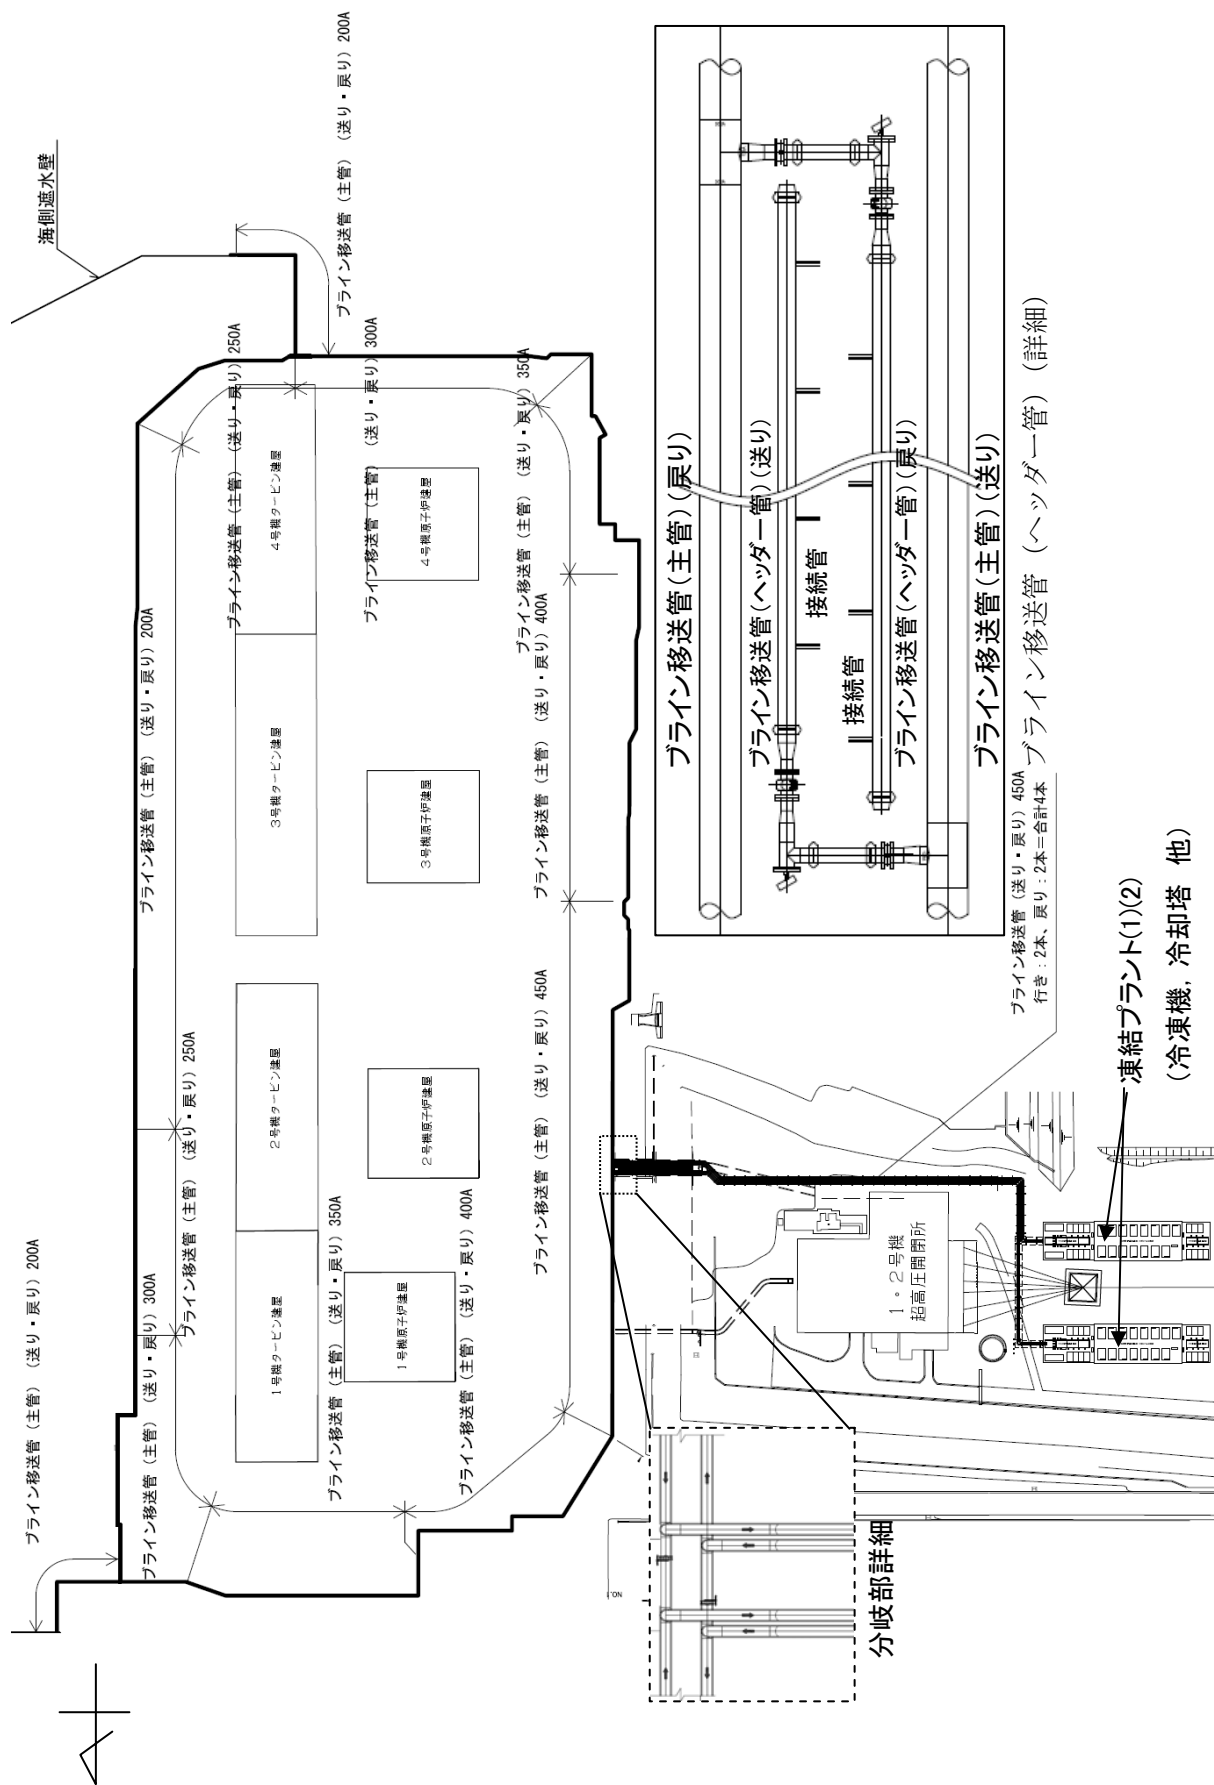 海側遮水壁
ブライン移送管（主管）（送り・戻り）200A
ブライン移送管（主管）（送り・戻り）200A
ブライン移送管（主管）（送り・戻り）300A
ブライン移送管（主管）（送り・戻り）250A
ブライン移送管（主管）（送り・戻り）200A
ブライン移送管（主管）（送り・戻り）250A
ブライン移送管（主管）（送り・戻り）300A
ブライン移送管（主管）（送り・戻り）350A
ブライン移送管（主管）（送り・戻り）400A
ブライン移送管（主管）（送り・戻り）450A
ブライン移送管（主管）（送り・戻り）350A
ブライン移送管（主管）（送り・戻り）400A
1号機タービン建屋
2号機タービン建屋
3号機タービン建屋
4号機タービン建屋
1号機原子炉建屋
2号機原子炉建屋
3号機原子炉建屋
4号機原子炉建屋
ブライン移送管(主管)(戻り)
ブライン移送管(ヘッダー管)(送り)
接続管
接続管
ブライン移送管(ヘッダー管)(戻り)
ブライン移送管(主管)(送り)
ブライン移送管（ヘッダー管）（詳細）
ブライン移送管（送り・戻り）450A
行き：2本、戻り：2本＝合計4本
1・2号機
超高圧開閉所
NO.1
分岐部詳細
凍結プラント(1)(2)
(冷凍機，冷却塔　他)